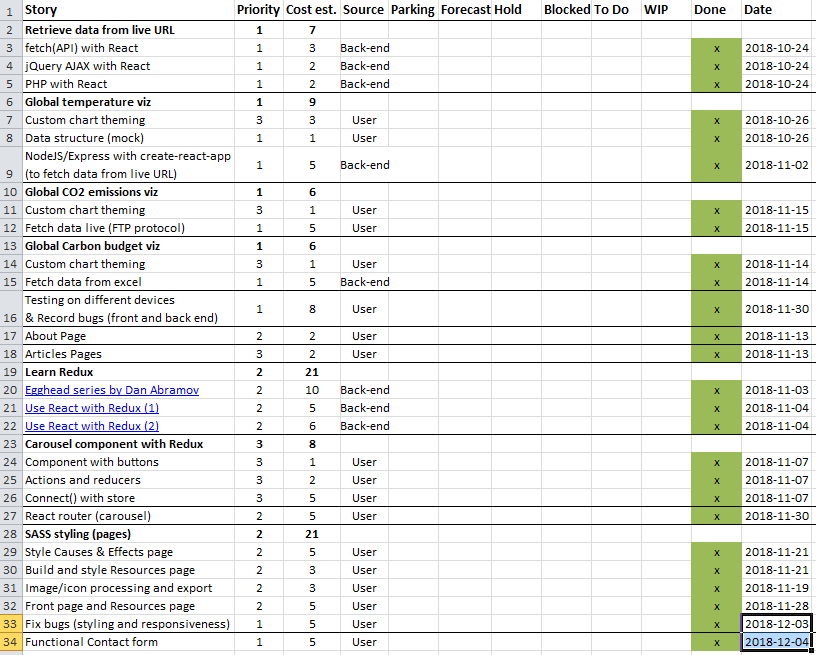 1 Story Priority Cost est. Source Parking Forecast Hold Blocked To Do WIP Done Date
2 Retrieve data from live URL 1 7
3 fetch(API) with React 1 3 Back-end x 2018-10-24
4 jQuery AJAX with React 1 2 Back-end x 2018-10-24
5 PHP with React 1 2 Back-end x 2018-10-24
6 Global temperature viz 1 9
7 Custom chart theming 3 3 User x 2018-10-26
8 Data structure (mock) 1 1 User x 2018-10-26
NodeJS/Express with create-react-app
9 (to fetch data from live URL) 1 5 Back-end x 2018-11-02
10 Global CO2 emissions viz 1 6
11 Custom chart theming 3 1 User x 2018-11-15
12 Fetch data live (FTP protocol) 1 5 User x 2018-11-15
13 Global Carbon budget viz 1 6
14 Custom chart theming 3 1 User x 2018-11-14
15 Fetch data from excel 1 5 Back-end x 2018-11-14
Testing on different devices
16 & Record bugs (front and back end) 1 8 User x 2018-11-30
17 About Page 2 2 User x 2018-11-13
18 Articles Pages 3 2 User x 2018-11-13
19 Learn Redux 2 21
20 Egghead series by Dan Abramov 2 10 Back-end x 2018-11-03
21 Use React with Redux (1) 2 5 Back-end x 2018-11-04
22 Use React with Redux (2) 2 6 Back-end x 2018-11-04
23 Carousel component with Redux 3 8
24 Component with buttons 3 1 User x 2018-11-07
25 Actions and reducers 3 2 User x 2018-11-07
26 Connect() with store 3 5 User x 2018-11-07
27 React router (carousel) 2 5 User x 2018-11-30
28 SASS styling (pages) 2 21
29 Style Causes & Effects page 2 5 User x 2018-11-21
30 Build and style Resources page 2 3 User x 2018-11-21
31 Image/icon processing and export 2 3 User x 2018-11-19
32 Front page and Resources page 2 5 User x 2018-11-28
33 Fix bugs (styling and responsiveness) 1 5 User x 2018-12-03
34 Functional Contact form 1 5 User x 2018-12-04